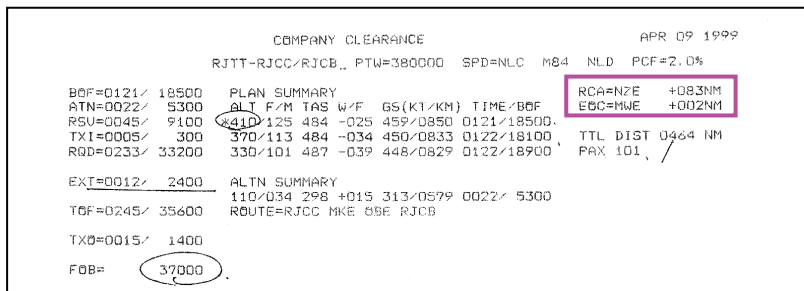 COMPANY CLEARANCE APR 09 1999
RJTT-RJCC/RJCB_ PTW=380000 SPD=NLC M84 NLD PCF=2.0%
BOF=0121/ 18500 PLAN SUMMARY RCA=NZE +083NM
ATN=0022/ 5300 ALT F/M TAS W/F GS(KT/KM) TIME/BOF EOC=MWE +002NM
RSV=0045/ 9100 *410/125 484 -025 459/0850 0121/18500.
TXI=0005/ 300 370/113 484 -034 450/0833 0122/18100 TTL DIST 0464 NM
RQD=0233/ 33200 330/101 487 -039 448/0829 0122/18900 PAX 101
EXT=0012/ 2400 ALTN SUMMARY
110/034 298 +015 313/0579 0022/ 5300
TOF=0245/ 35600 ROUTE=RJCC MKE OBE RJCB
TXO=0015/ 1400
FOB= 37000